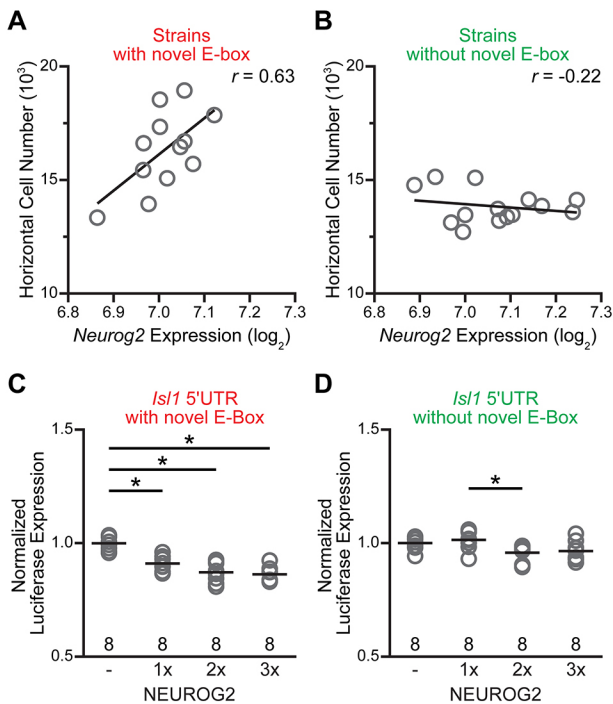 A
Strains
with novel E-box
r = 0.63
Horizontal Cell Number (10³)
20
15
10
6.8 6.9 7.0 7.1 7.2 7.3
Neurog2 Expression (log₂)
B
Strains
without novel E-box
r = -0.22
Horizontal Cell Number (10³)
20
15
10
6.8 6.9 7.0 7.1 7.2 7.3
Neurog2 Expression (log₂)
C
Isl1 5'UTR
with novel E-Box
Normalized
Luciferase Expression
1.5
1.0
0.5
*
*
*
8 8 8 8
- 1x 2x 3x
NEUROG2
D
Isl1 5'UTR
without novel E-Box
Normalized
Luciferase Expression
1.5
1.0
0.5
*
8 8 8 8
- 1x 2x 3x
NEUROG2